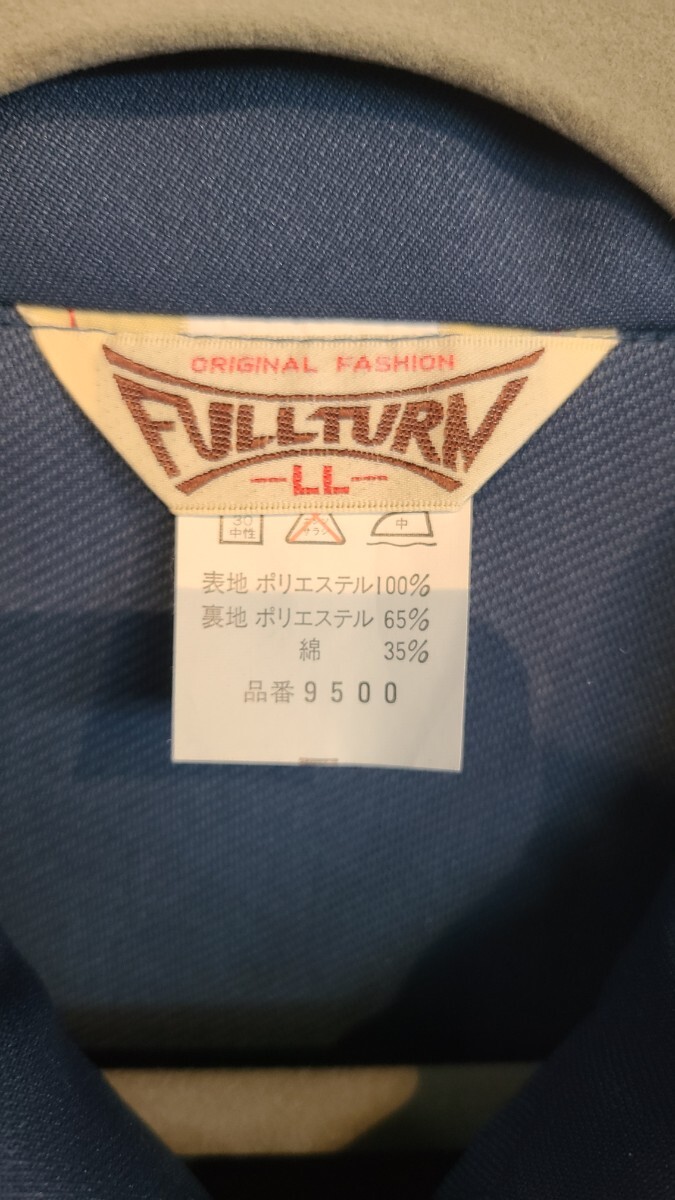 ORIGINAL FASHION
FULLTURN
LL
30 中
中性
表地 ポリエステル100%
裏地 ポリエステル 65%
綿 35%
品番9500